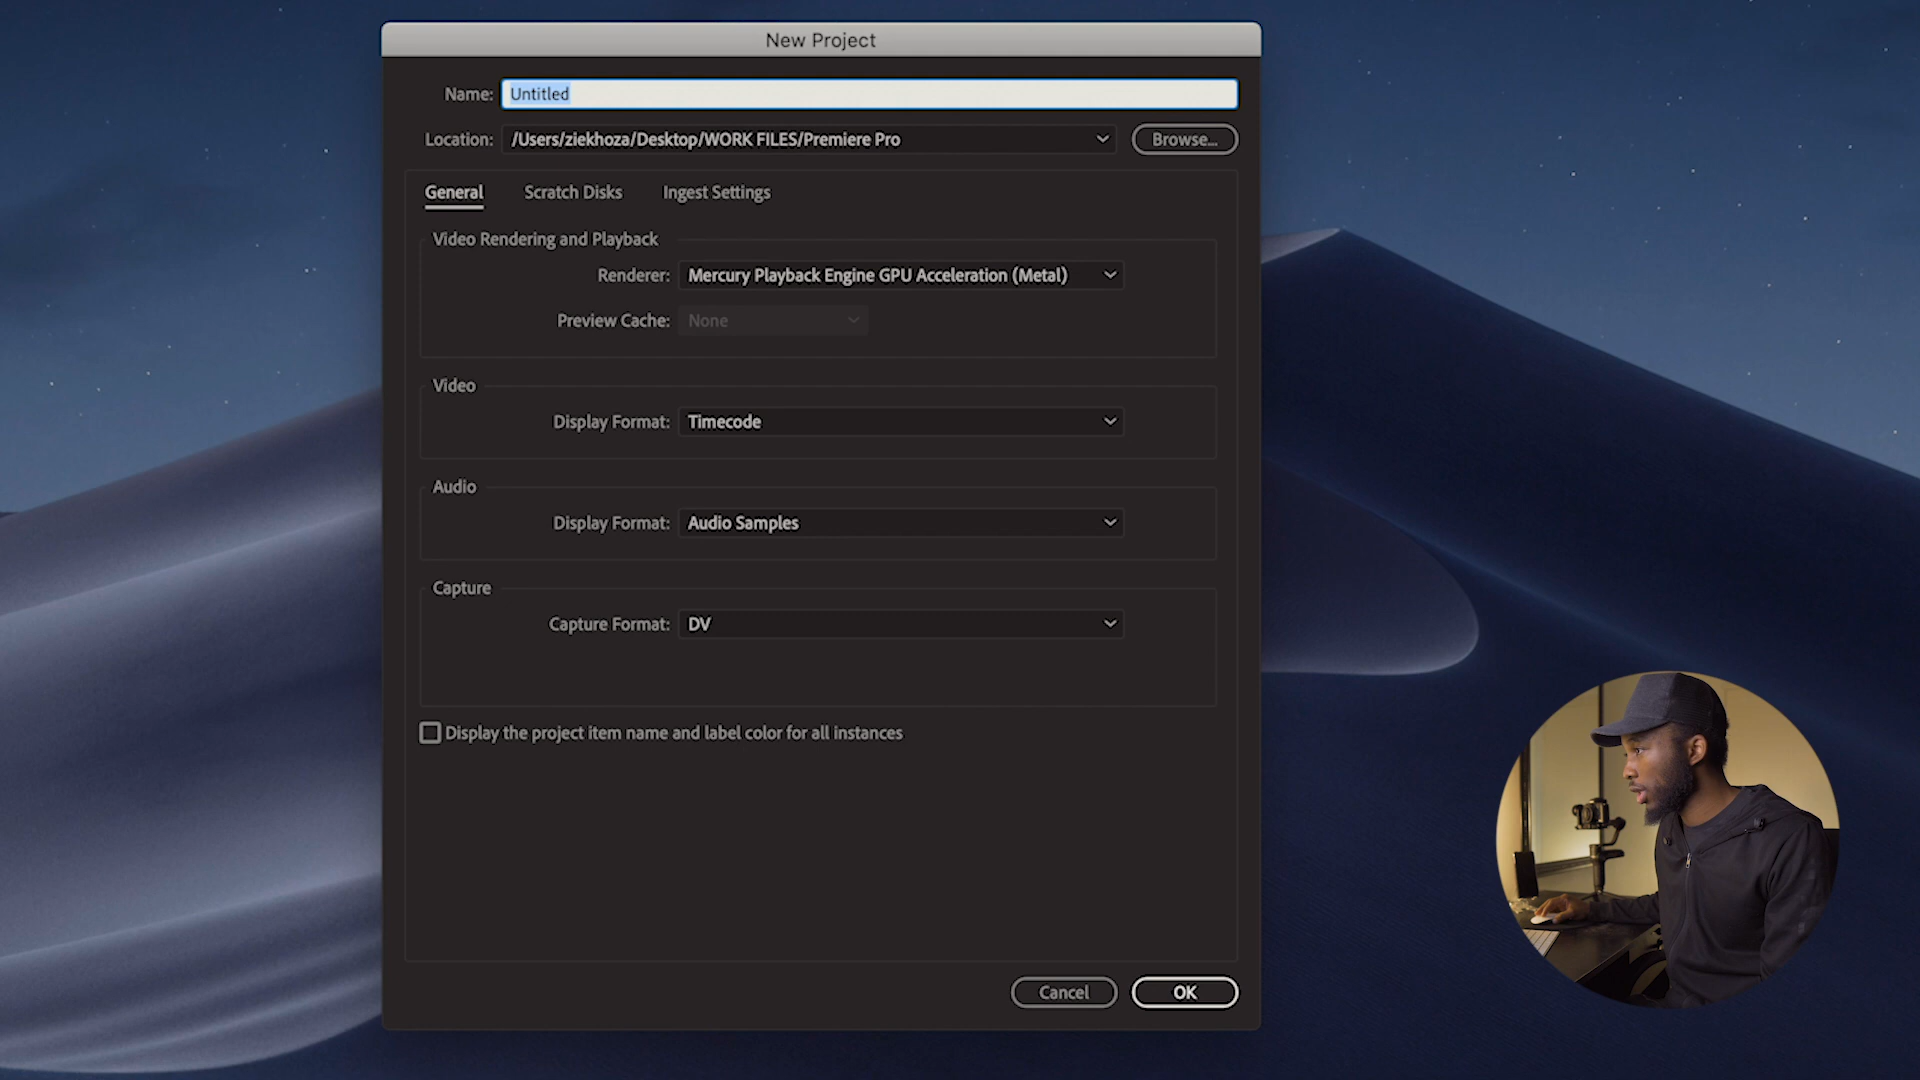 New Project
Name: Untitled
Location: /Users/ziekhoza/Desktop/WORK FILES/Premiere Pro Browse...
General Scratch Disks Ingest Settings
Video Rendering and Playback
Renderer: Mercury Playback Engine GPU Acceleration (Metal)
Preview Cache: None
Video
Display Format: Timecode
Audio
Display Format: Audio Samples
Capture
Capture Format: DV
Display the project item name and label color for all instances
Cancel OK